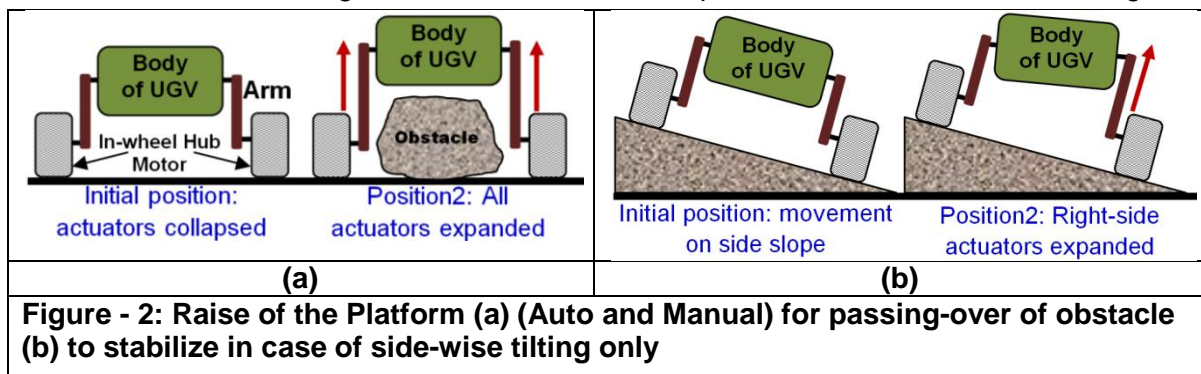 Body
of UGV
Arm
In-wheel Hub
Motor
Initial position:
actuators collapsed
Body
of UGV
Obstacle
Position2: All
actuators expanded
Body
of UGV
Initial position: movement
on side slope
Body
of UGV
Position2: Right-side
actuators expanded
(a)
(b)
Figure - 2: Raise of the Platform (a) (Auto and Manual) for passing-over of obstacle
(b) to stabilize in case of side-wise tilting only